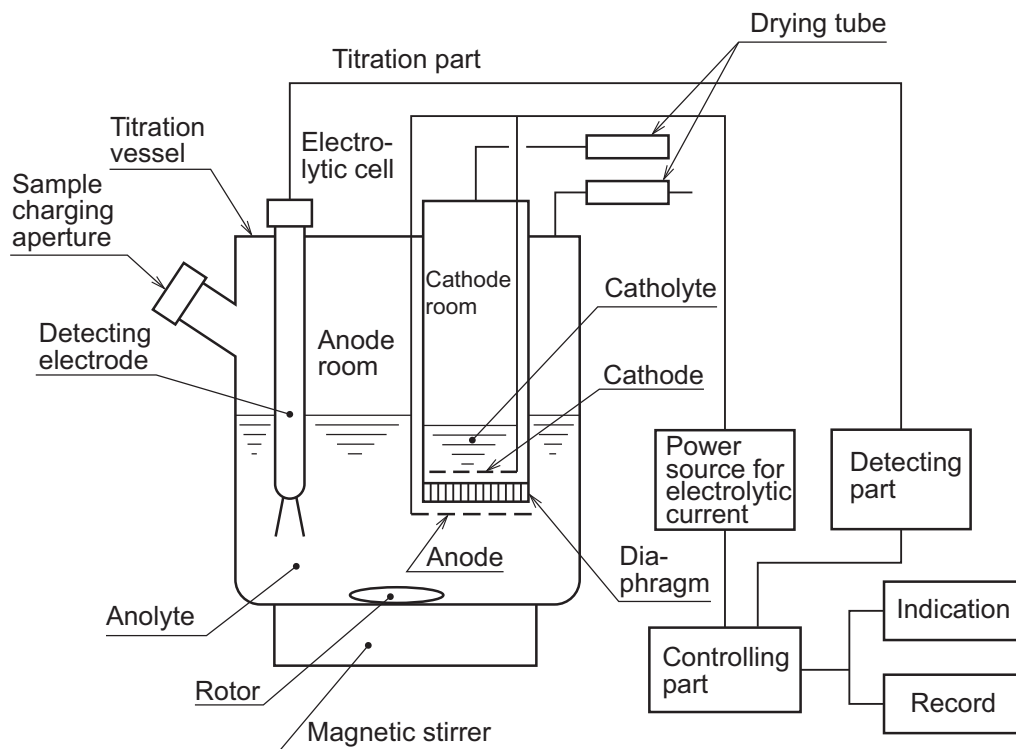 Drying tube
Titration part
Titration
vessel
Electro-
lytic cell
Sample
charging
aperture
Cathode
room
Catholyte
Detecting
electrode
Anode
room
Cathode
Power
source for
electrolytic
current
Detecting
part
Anode
Dia-
phragm
Anolyte
Indication
Controlling
part
Rotor
Record
Magnetic stirrer